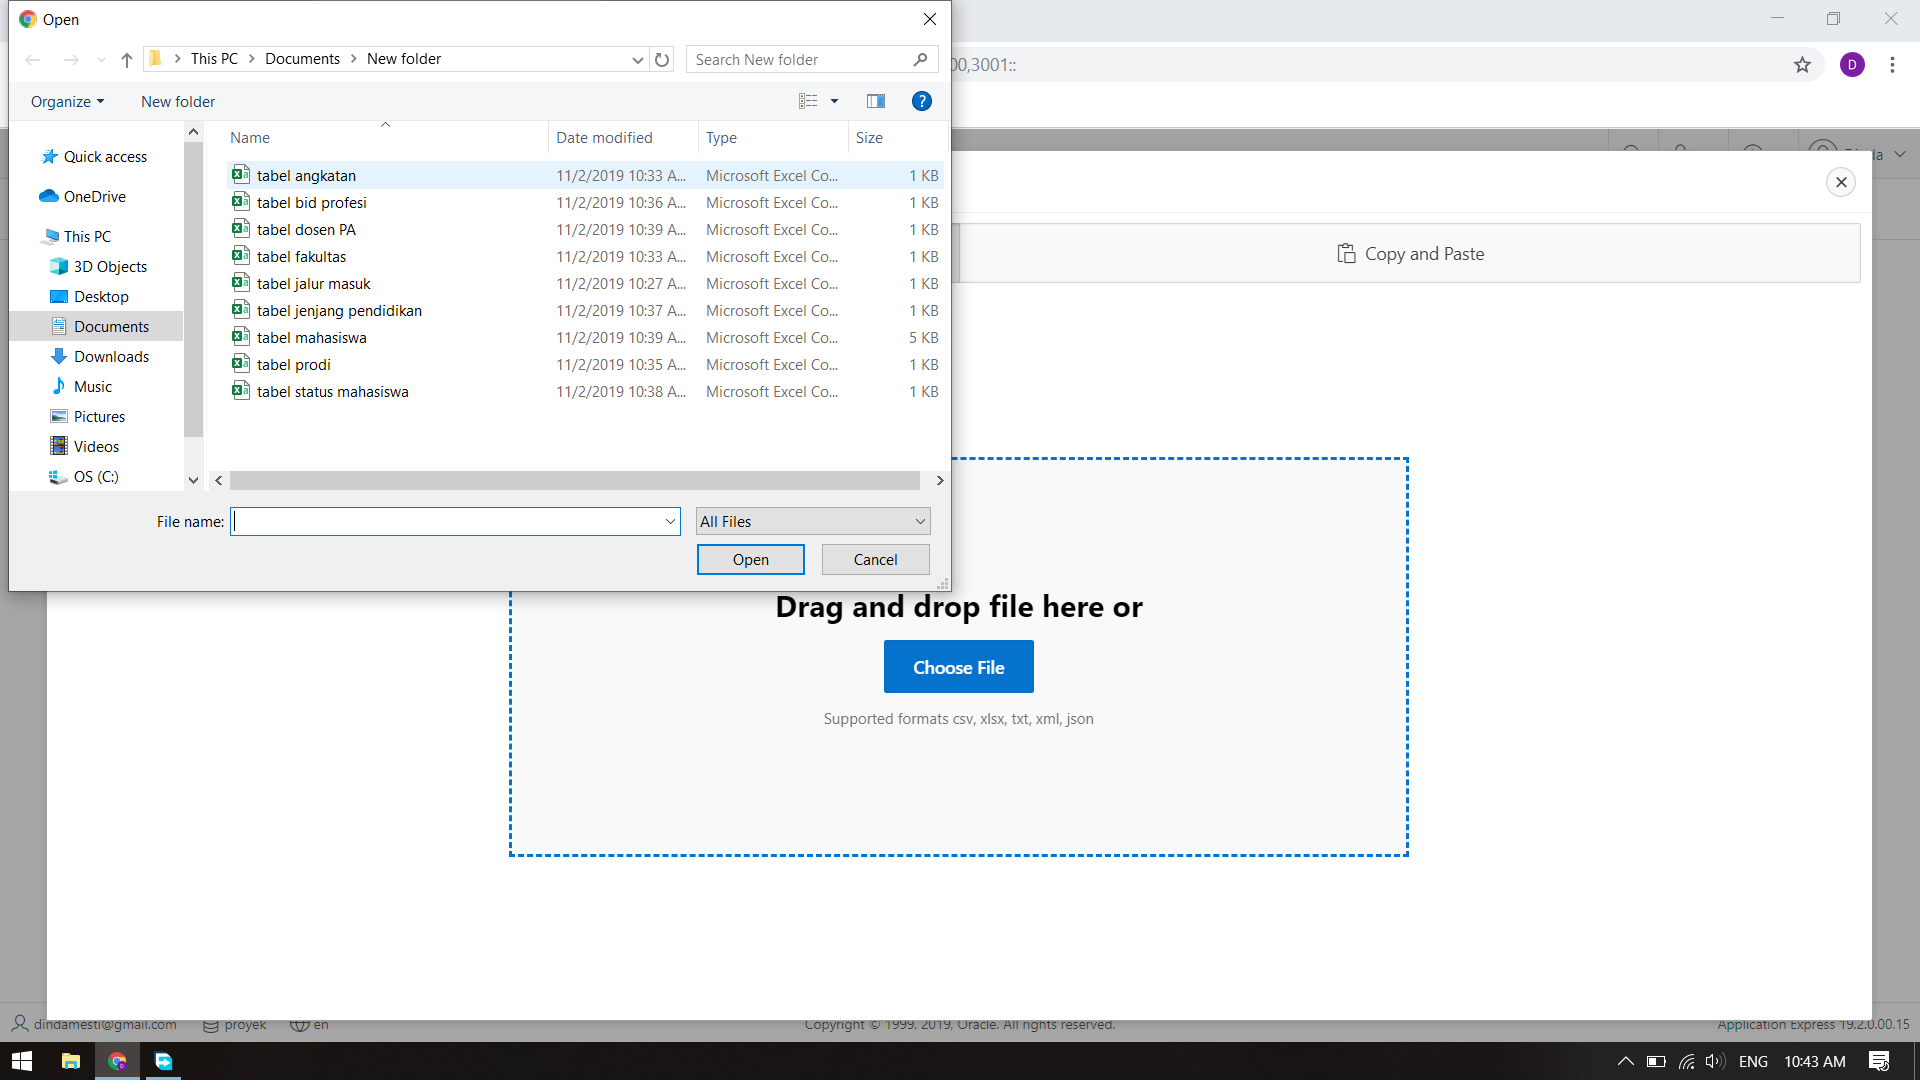 Open
This PC > Documents > New folder
Search New folder
00,3001::
D
Organize
New folder
?
Name
Date modified
Type
Size
Quick access
OneDrive
This PC
3D Objects
Desktop
Documents
Downloads
Music
Pictures
Videos
OS (C:)
tabel angkatan 11/2/2019 10:33 A... Microsoft Excel Co... 1 KB
tabel bid profesi 11/2/2019 10:36 A... Microsoft Excel Co... 1 KB
tabel dosen PA 11/2/2019 10:39 A... Microsoft Excel Co... 1 KB
tabel fakultas 11/2/2019 10:33 A... Microsoft Excel Co... 1 KB
tabel jalur masuk 11/2/2019 10:27 A... Microsoft Excel Co... 1 KB
tabel jenjang pendidikan 11/2/2019 10:37 A... Microsoft Excel Co... 1 KB
tabel mahasiswa 11/2/2019 10:39 A... Microsoft Excel Co... 5 KB
tabel prodi 11/2/2019 10:35 A... Microsoft Excel Co... 1 KB
tabel status mahasiswa 11/2/2019 10:38 A... Microsoft Excel Co... 1 KB
File name:
All Files
Open
Cancel
Copy and Paste
Drag and drop file here or
Choose File
Supported formats csv, xlsx, txt, xml, json
dindamesti@gmail.com proyek en
Copyright © 1999, 2019, Oracle. All rights reserved.
Application Express 19.2.0.00.15
ENG 10:43 AM